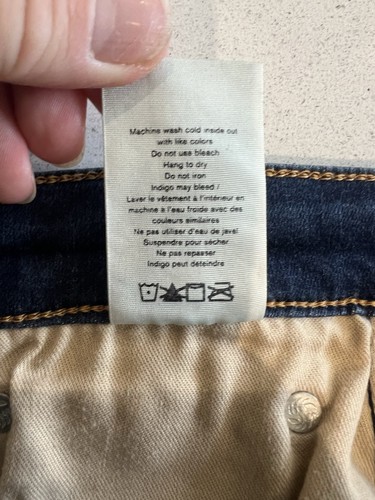 Machine wash cold inside out
with like colors
Do not use bleach
Hang to dry
Do not iron
Indigo may bleed /
Laver le vêtement à l'intérieur en
machine à l'eau froide avec des
couleurs similaires
Ne pas utiliser d'eau de javel
Suspendre pour sécher
Ne pas repasser
Indigo peut déteindre